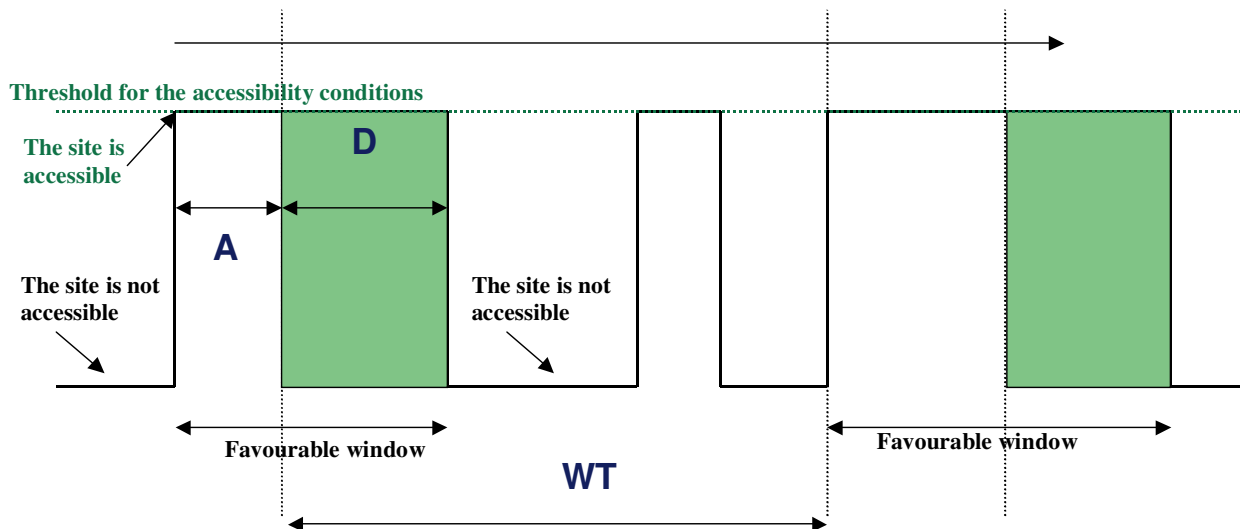 Threshold for the accessibility conditions
The site is
accessible
D
A
The site is not
accessible
The site is not
accessible
Favourable window
Favourable window
WT